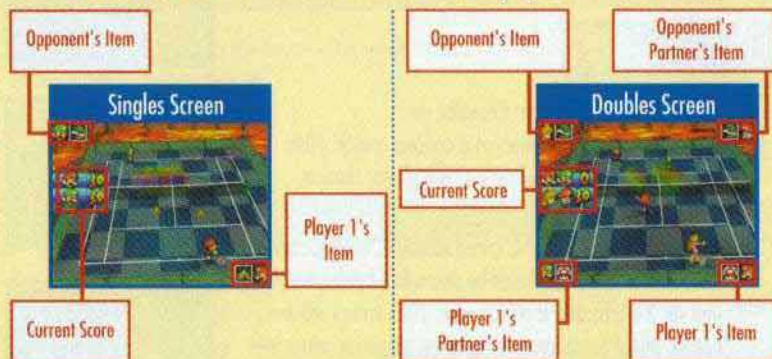 Opponent's Item
Singles Screen
Player 1's
Item
Current Score
Opponent's Item
Opponent's
Partner's Item
Doubles Screen
Current Score
Player 1's
Partner's Item
Player 1's Item